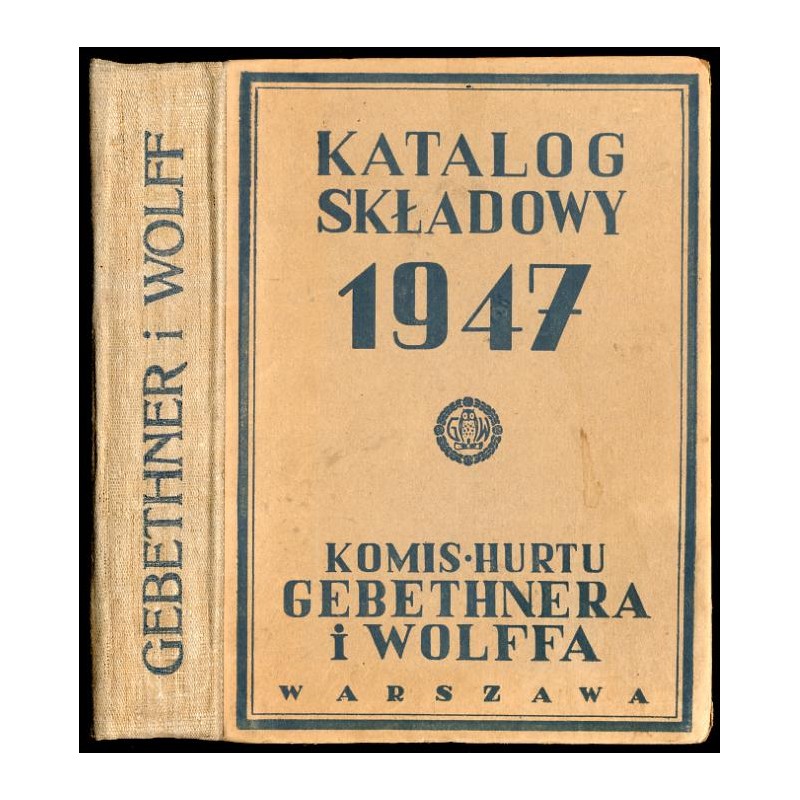 GEBETHNER i WOLFF
KATALOG
SKŁADOWY
1947
G W
KOMIS·HURTU
GEBETHNERA
i WOLFFA
WARSZAWA